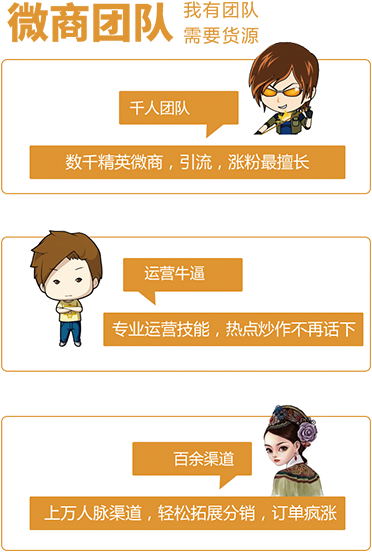 微商团队
我有团队
需要货源
千人团队
数千精英微商，引流，涨粉最擅长
运营牛逼
专业运营技能，热点炒作不再话下
百余渠道
上万人脉渠道，轻松拓展分销，订单疯涨